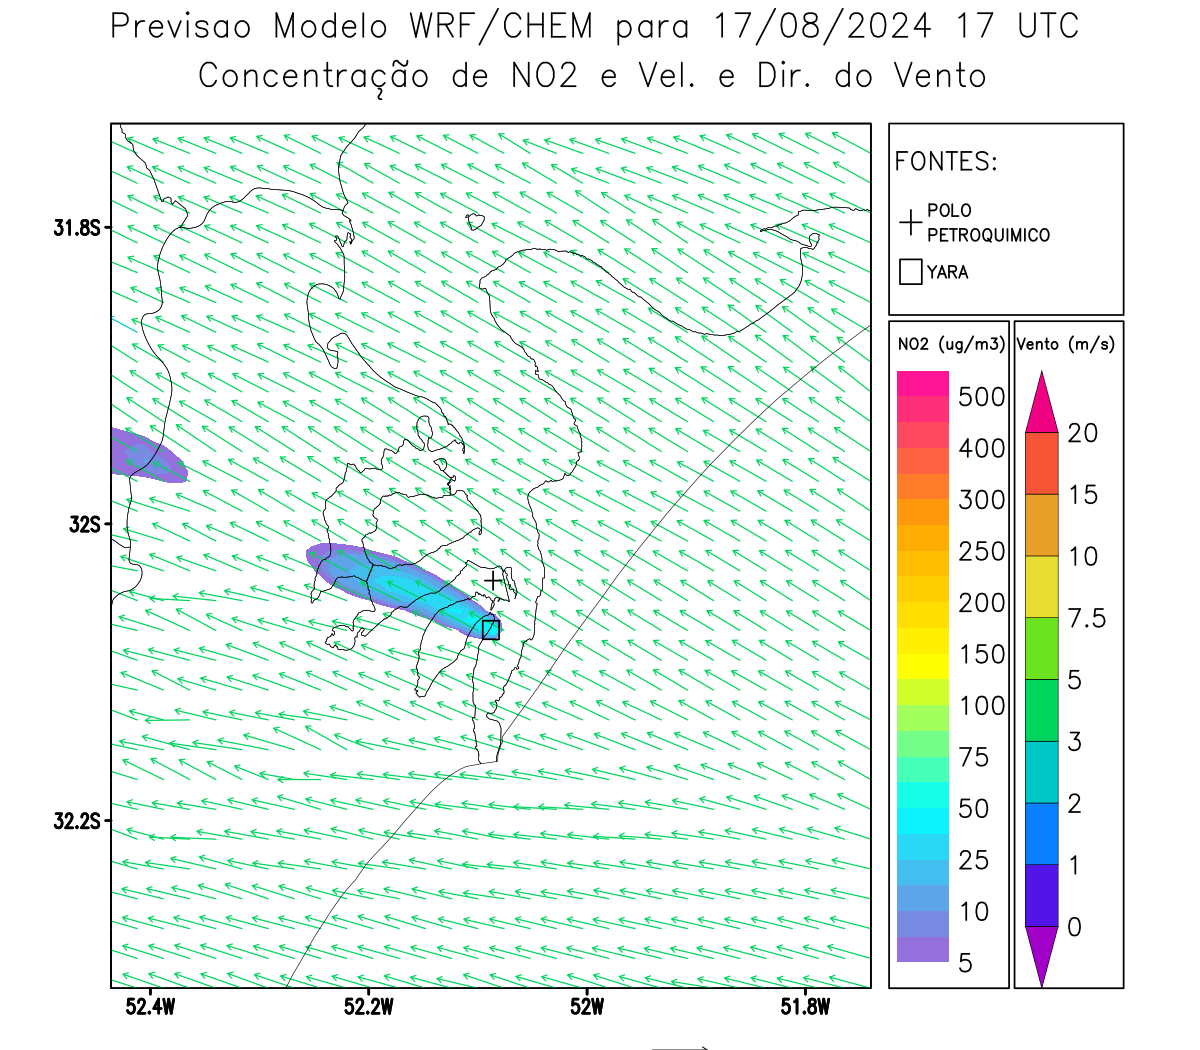 Previsao Modelo WRF/CHEM para 17/08/2024 17 UTC
Concentração de NO2 e Vel. e Dir. do Vento
31.8S
32S
32.2S
52.4W
52.2W
52W
51.8W
FONTES:
POLO
PETROQUIMICO
YARA
NO2 (ug/m3)
500
400
300
250
200
150
100
75
50
25
10
5
Vento (m/s)
20
15
10
7.5
5
3
2
1
0